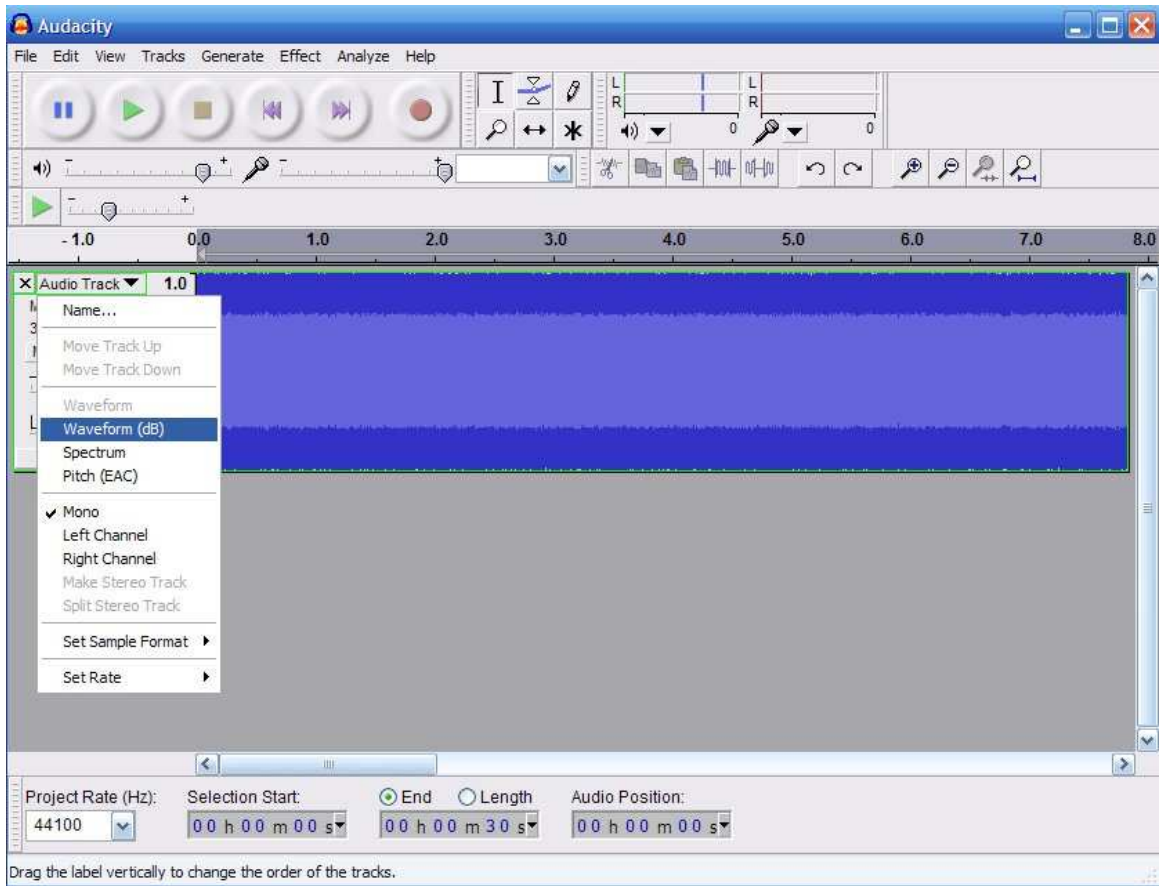 Audacity
File Edit View Tracks Generate Effect Analyze Help
L L
R R
0 0
- 1.0 0.0 1.0 2.0 3.0 4.0 5.0 6.0 7.0 8.0
Audio Track 1.0
Name...
Move Track Up
Move Track Down
Waveform
Waveform (dB)
Spectrum
Pitch (EAC)
Mono
Left Channel
Right Channel
Make Stereo Track
Split Stereo Track
Set Sample Format
Set Rate
Project Rate (Hz): Selection Start: End Length Audio Position:
44100 00 h 00 m 00 s 00 h 00 m 30 s 00 h 00 m 00 s
Drag the label vertically to change the order of the tracks.